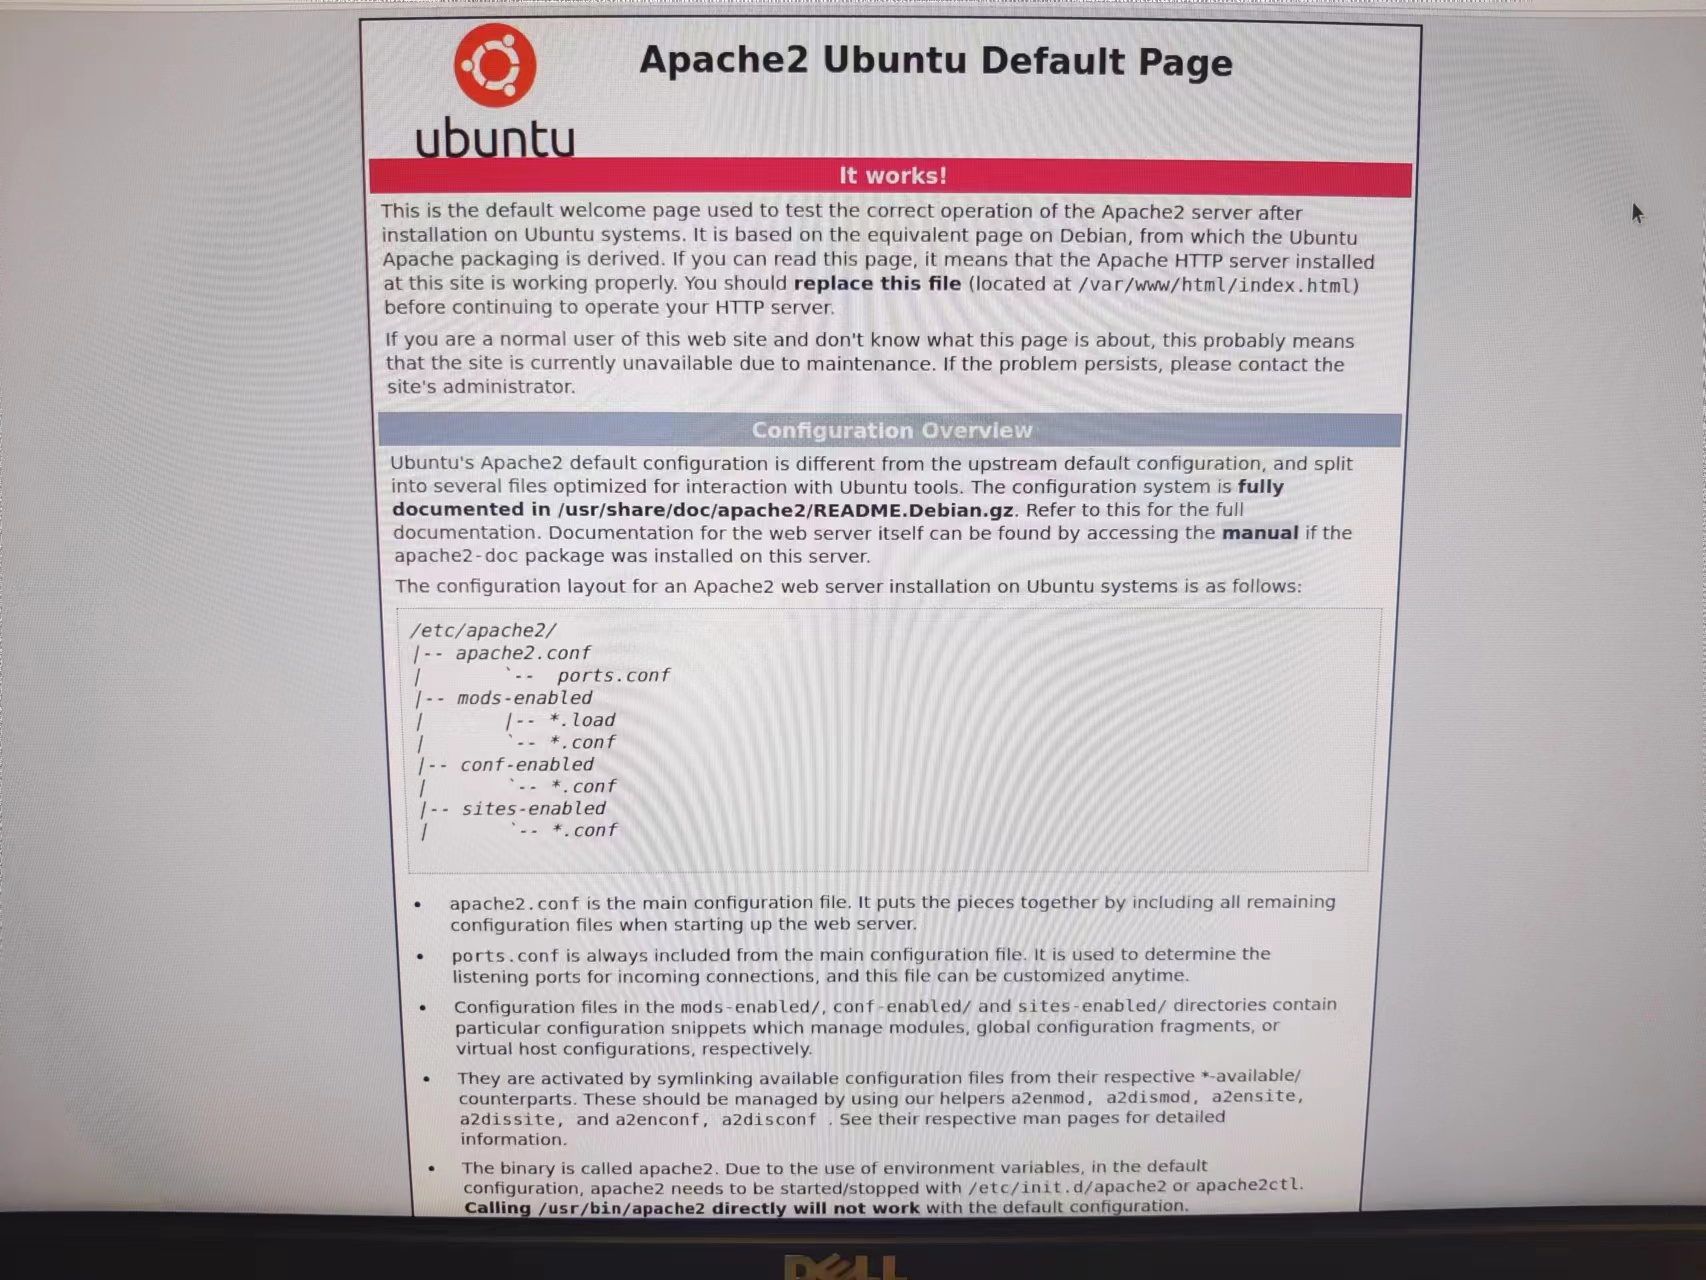 ubuntu
Apache2 Ubuntu Default Page
It works!
This is the default welcome page used to test the correct operation of the Apache2 server after
installation on Ubuntu systems. It is based on the equivalent page on Debian, from which the Ubuntu
Apache packaging is derived. If you can read this page, it means that the Apache HTTP server installed
at this site is working properly. You should replace this file (located at /var/www/html/index.html)
before continuing to operate your HTTP server.
If you are a normal user of this web site and don't know what this page is about, this probably means
that the site is currently unavailable due to maintenance. If the problem persists, please contact the
site's administrator.
Configuration Overview
Ubuntu's Apache2 default configuration is different from the upstream default configuration, and split
into several files optimized for interaction with Ubuntu tools. The configuration system is fully
documented in /usr/share/doc/apache2/README.Debian.gz. Refer to this for the full
documentation. Documentation for the web server itself can be found by accessing the manual if the
apache2-doc package was installed on this server.
The configuration layout for an Apache2 web server installation on Ubuntu systems is as follows:
/etc/apache2/
|-- apache2.conf
|       `--  ports.conf
|-- mods-enabled
|       |-- *.load
|       `-- *.conf
|-- conf-enabled
|       `-- *.conf
|-- sites-enabled
|       `-- *.conf
• apache2.conf is the main configuration file. It puts the pieces together by including all remaining
configuration files when starting up the web server.
• ports.conf is always included from the main configuration file. It is used to determine the
listening ports for incoming connections, and this file can be customized anytime.
• Configuration files in the mods-enabled/, conf-enabled/ and sites-enabled/ directories contain
particular configuration snippets which manage modules, global configuration fragments, or
virtual host configurations, respectively.
• They are activated by symlinking available configuration files from their respective *-available/
counterparts. These should be managed by using our helpers a2enmod, a2dismod, a2ensite,
a2dissite, and a2enconf, a2disconf . See their respective man pages for detailed
information.
• The binary is called apache2. Due to the use of environment variables, in the default
configuration, apache2 needs to be started/stopped with /etc/init.d/apache2 or apache2ctl.
Calling /usr/bin/apache2 directly will not work with the default configuration.
DELL